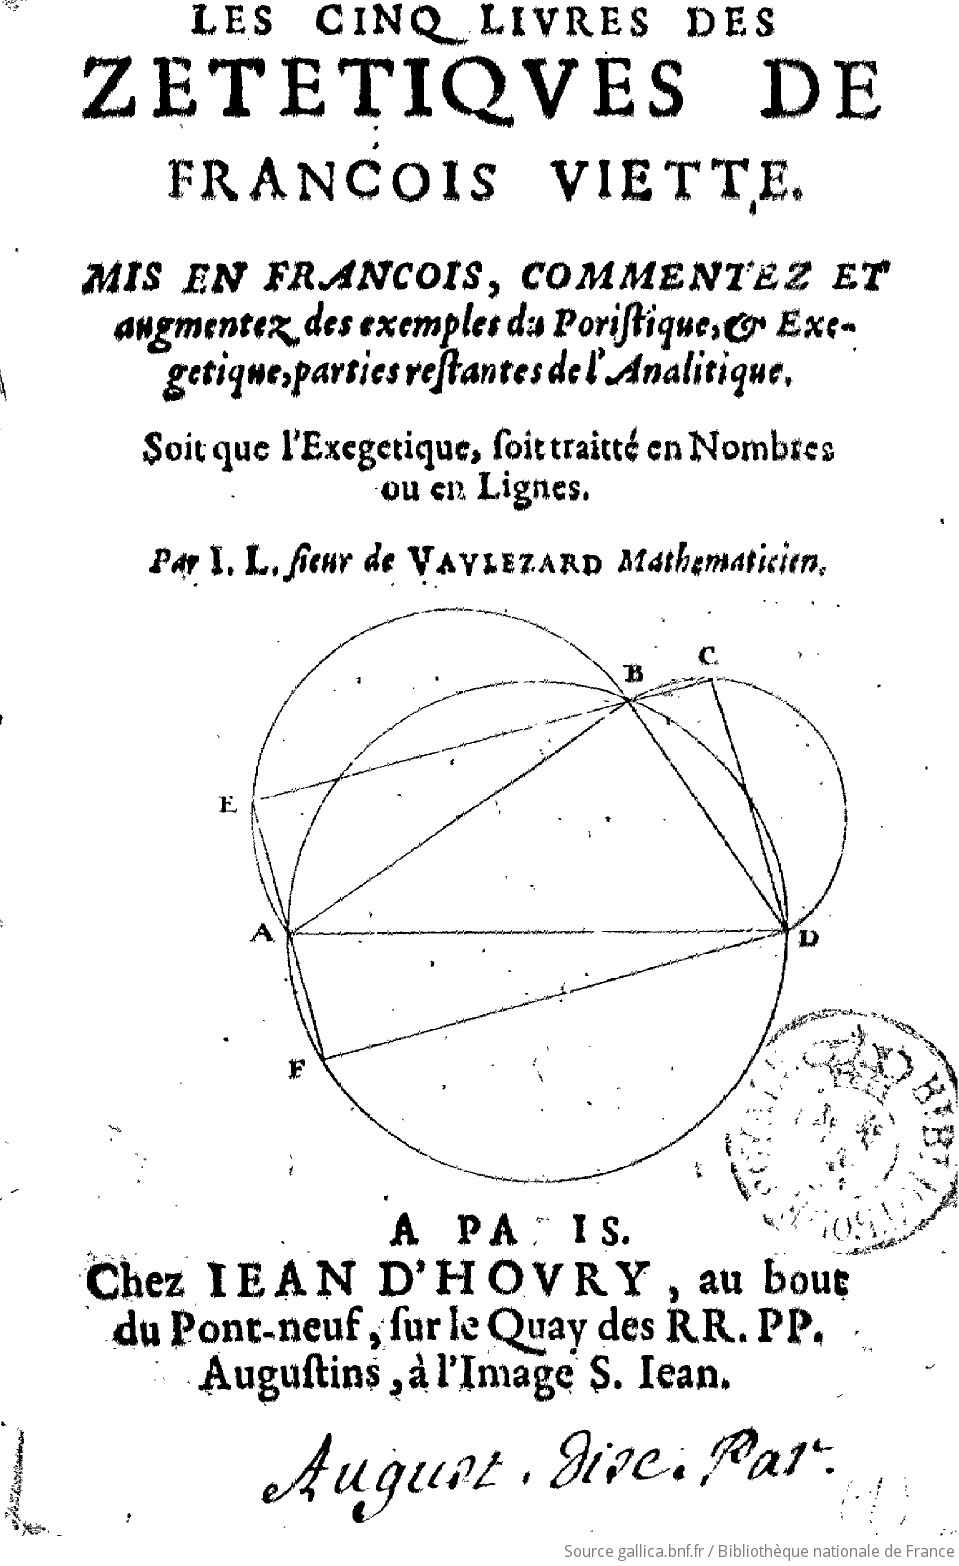 LES CINQ LIVRES DES
ZETETIQVES DE
FRANCOIS VIETTE.
MIS EN FRANCOIS, COMMENTEZ ET
augmentez des exemples du Poriſtique, & Exe-
getique, parties reſtantes de l'Analitique.
Soit que l'Exegetique, ſoit traitté en Nombres
ou en Lignes.
Par I. L. ſieur de VAVLEZARD Mathematicien.
C
B
E
A
D
F
A PA IS.
Chez IEAN D'HOVRY, au bout
du Pont-neuf, ſur le Quay des RR. PP.
Auguſtins, à l'Image S. Iean.
August. Disc. Par.
Source gallica.bnf.fr / Bibliothèque nationale de France